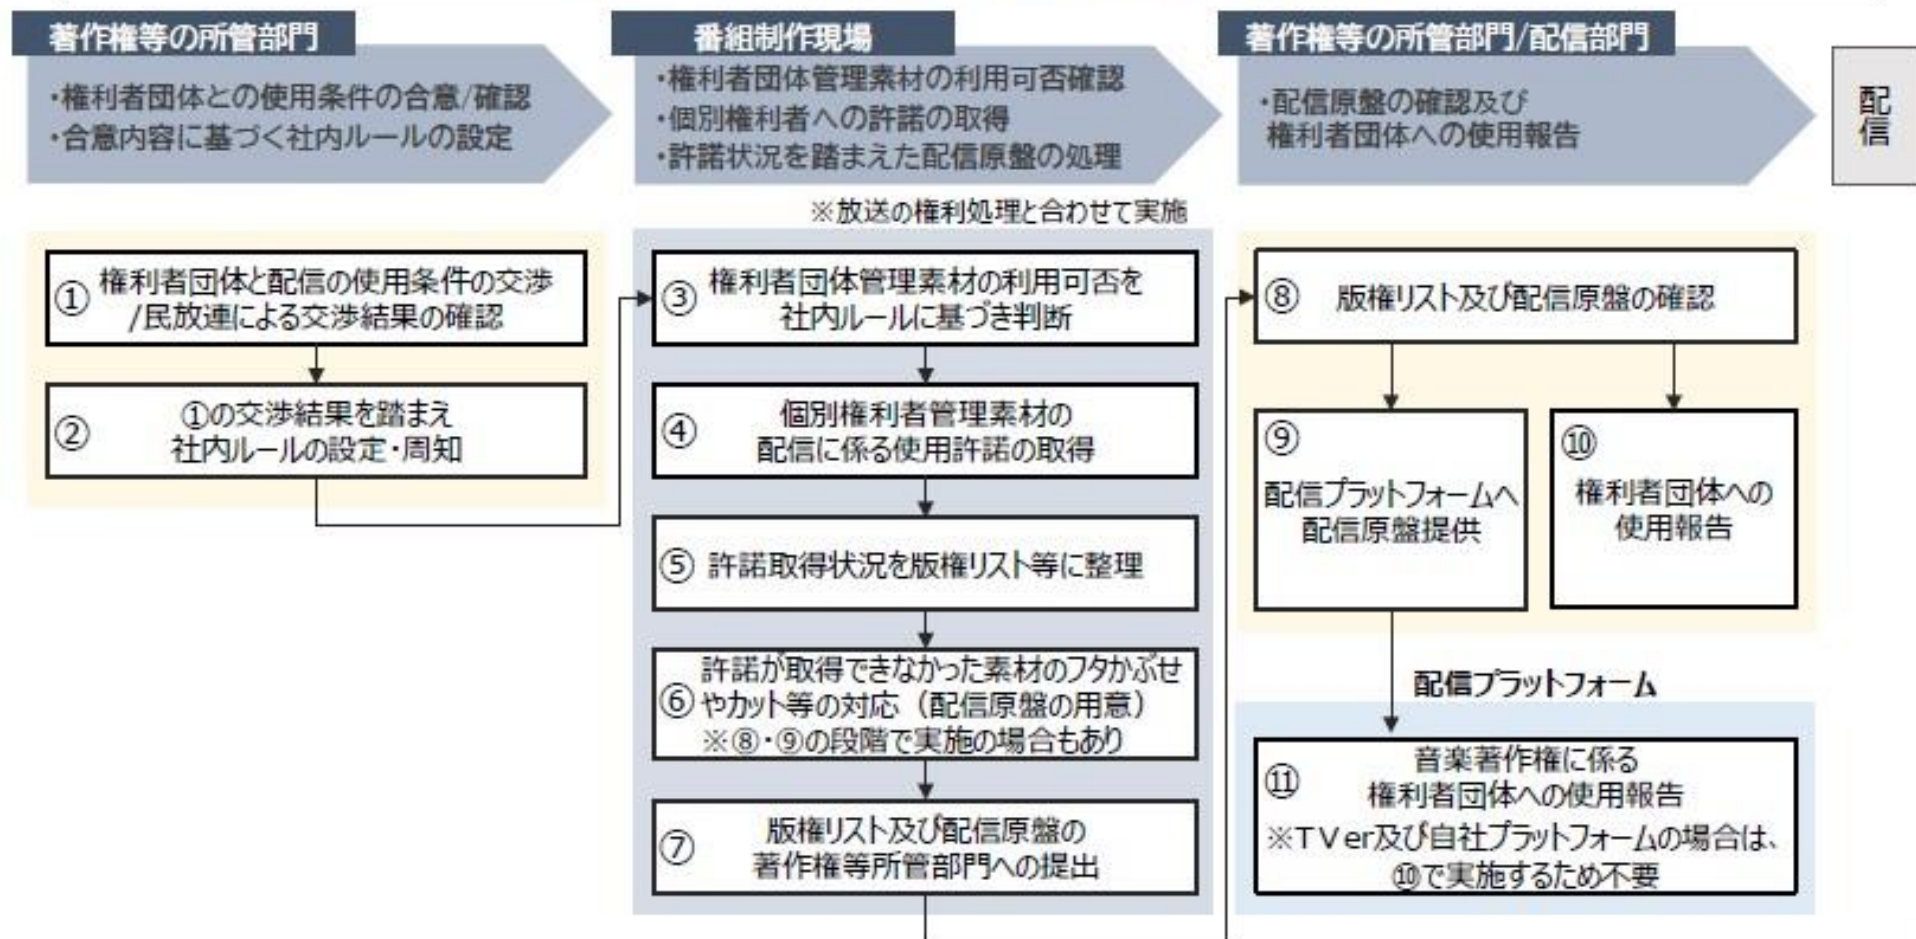 著作権等の所管部門
・権利者団体との使用条件の合意/確認
・合意内容に基づく社内ルールの設定
番組制作現場
・権利者団体管理素材の利用可否確認
・個別権利者への許諾の取得
・許諾状況を踏まえた配信原盤の処理
著作権等の所管部門/配信部門
・配信原盤の確認及び
権利者団体への使用報告
配信
※放送の権利処理と合わせて実施
① 権利者団体と配信の使用条件の交渉
/民放連による交渉結果の確認
② ①の交渉結果を踏まえ
社内ルールの設定・周知
③ 権利者団体管理素材の利用可否を
社内ルールに基づき判断
④ 個別権利者管理素材の
配信に係る使用許諾の取得
⑤ 許諾取得状況を版権リスト等に整理
⑥ 許諾が取得できなかった素材のフタかぶせ
やカット等の対応（配信原盤の用意）
※⑧・⑨の段階で実施の場合もあり
⑦ 版権リスト及び配信原盤の
著作権等所管部門への提出
⑧ 版権リスト及び配信原盤の確認
⑨
配信プラットフォームへ
配信原盤提供
⑩
権利者団体への
使用報告
配信プラットフォーム
⑪ 音楽著作権に係る
権利者団体への使用報告
※TVer及び自社プラットフォームの場合は、
⑩で実施するため不要